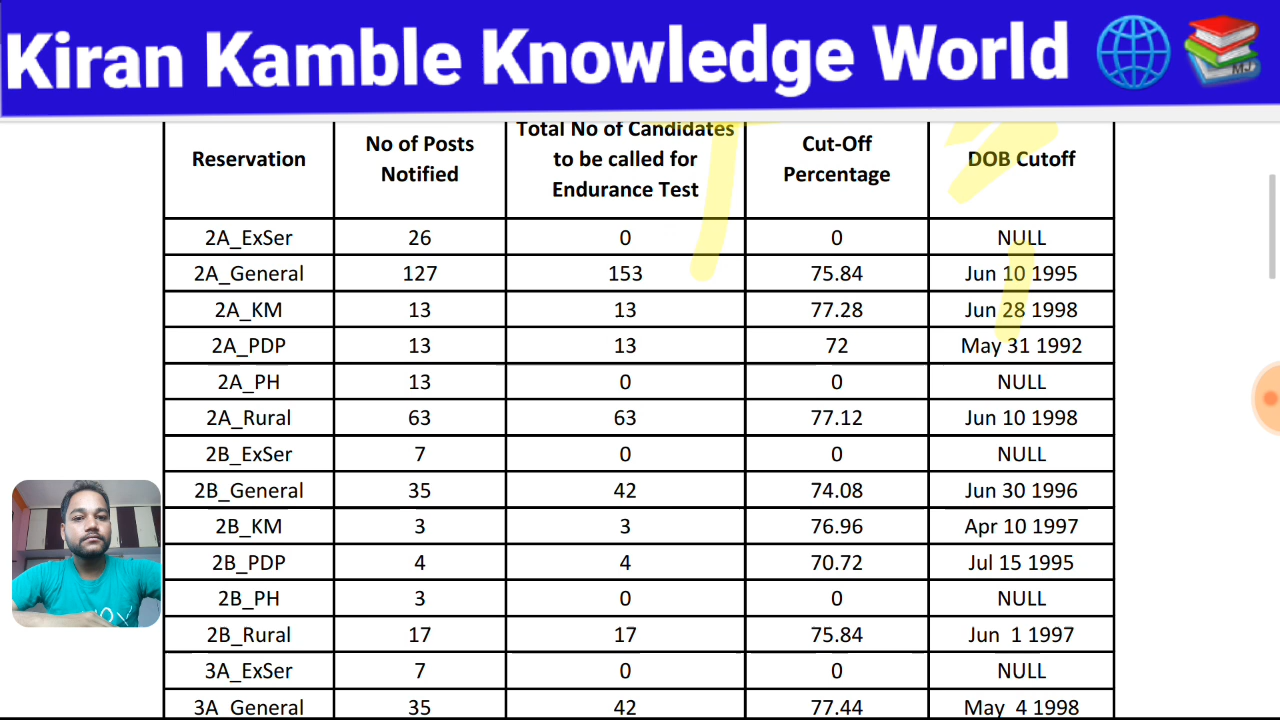 Kiran Kamble Knowledge World
MJ
Reservation No of Posts Notified Total No of Candidates to be called for Endurance Test Cut-Off Percentage DOB Cutoff
2A_ExSer 26 0 0 NULL
2A_General 127 153 75.84 Jun 10 1995
2A_KM 13 13 77.28 Jun 28 1998
2A_PDP 13 13 72 May 31 1992
2A_PH 13 0 0 NULL
2A_Rural 63 63 77.12 Jun 10 1998
2B_ExSer 7 0 0 NULL
2B_General 35 42 74.08 Jun 30 1996
2B_KM 3 3 76.96 Apr 10 1997
2B_PDP 4 4 70.72 Jul 15 1995
2B_PH 3 0 0 NULL
2B_Rural 17 17 75.84 Jun 1 1997
3A_ExSer 7 0 0 NULL
3A_General 35 42 77.44 May 4 1998